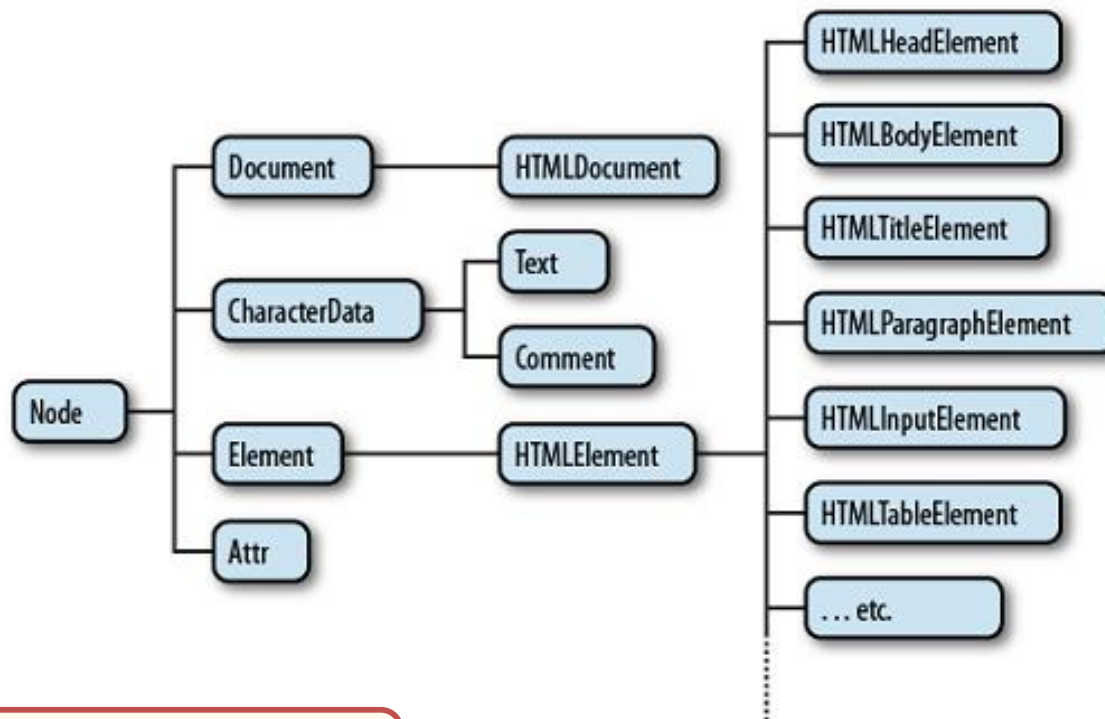 Node
Document
CharacterData
Element
Attr
HTMLDocument
Text
Comment
HTMLElement
HTMLHeadElement
HTMLBodyElement
HTMLTitleElement
HTMLParagraphElement
HTMLInputElement
HTMLTableElement
. . . etc.